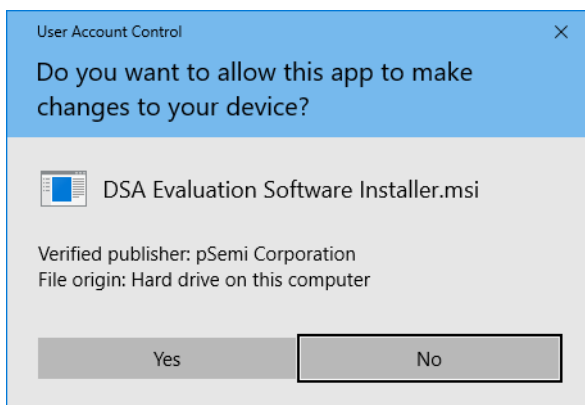 User Account Control
Do you want to allow this app to make
changes to your device?
DSA Evaluation Software Installer.msi
Verified publisher: pSemi Corporation
File origin: Hard drive on this computer
Yes
No